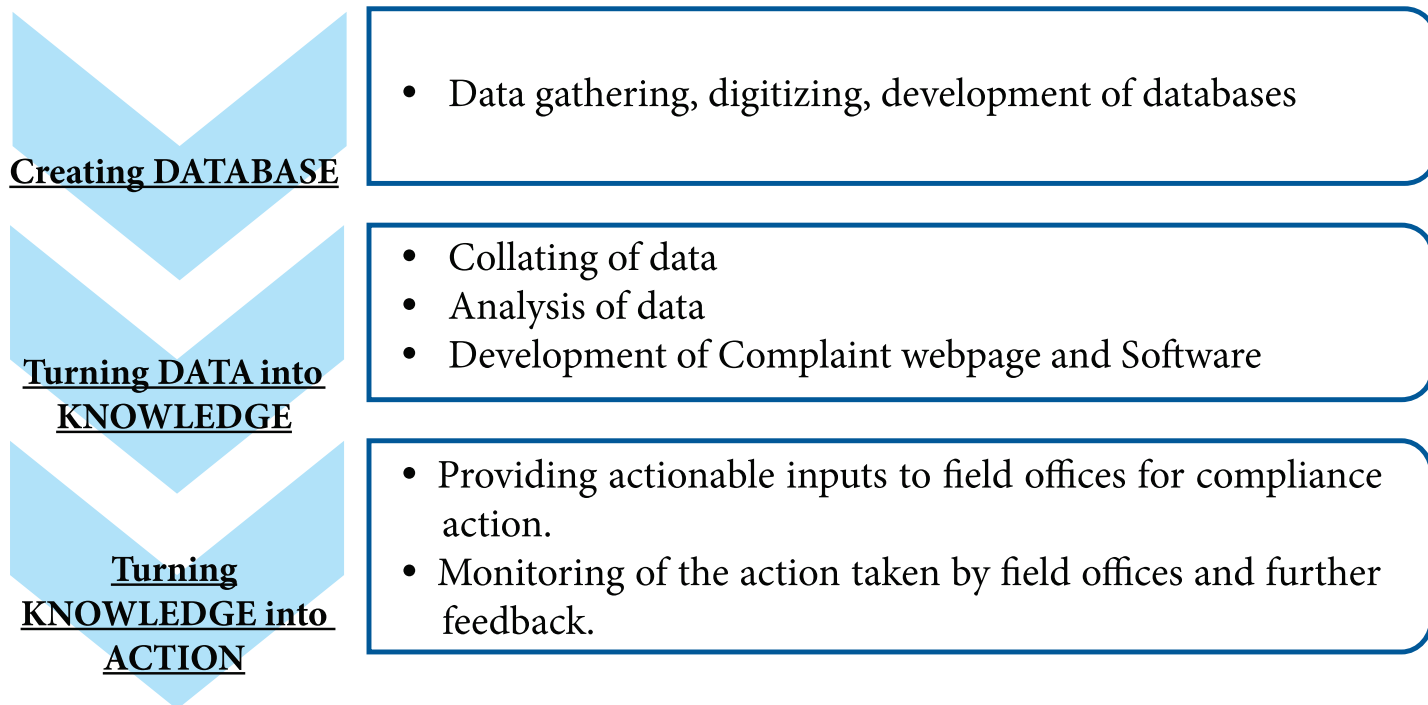 Creating DATABASE
• Data gathering, digitizing, development of databases
Turning DATA into
KNOWLEDGE
• Collating of data
• Analysis of data
• Development of Complaint webpage and Software
Turning
KNOWLEDGE into
ACTION
• Providing actionable inputs to field offices for compliance
action.
• Monitoring of the action taken by field offices and further
feedback.